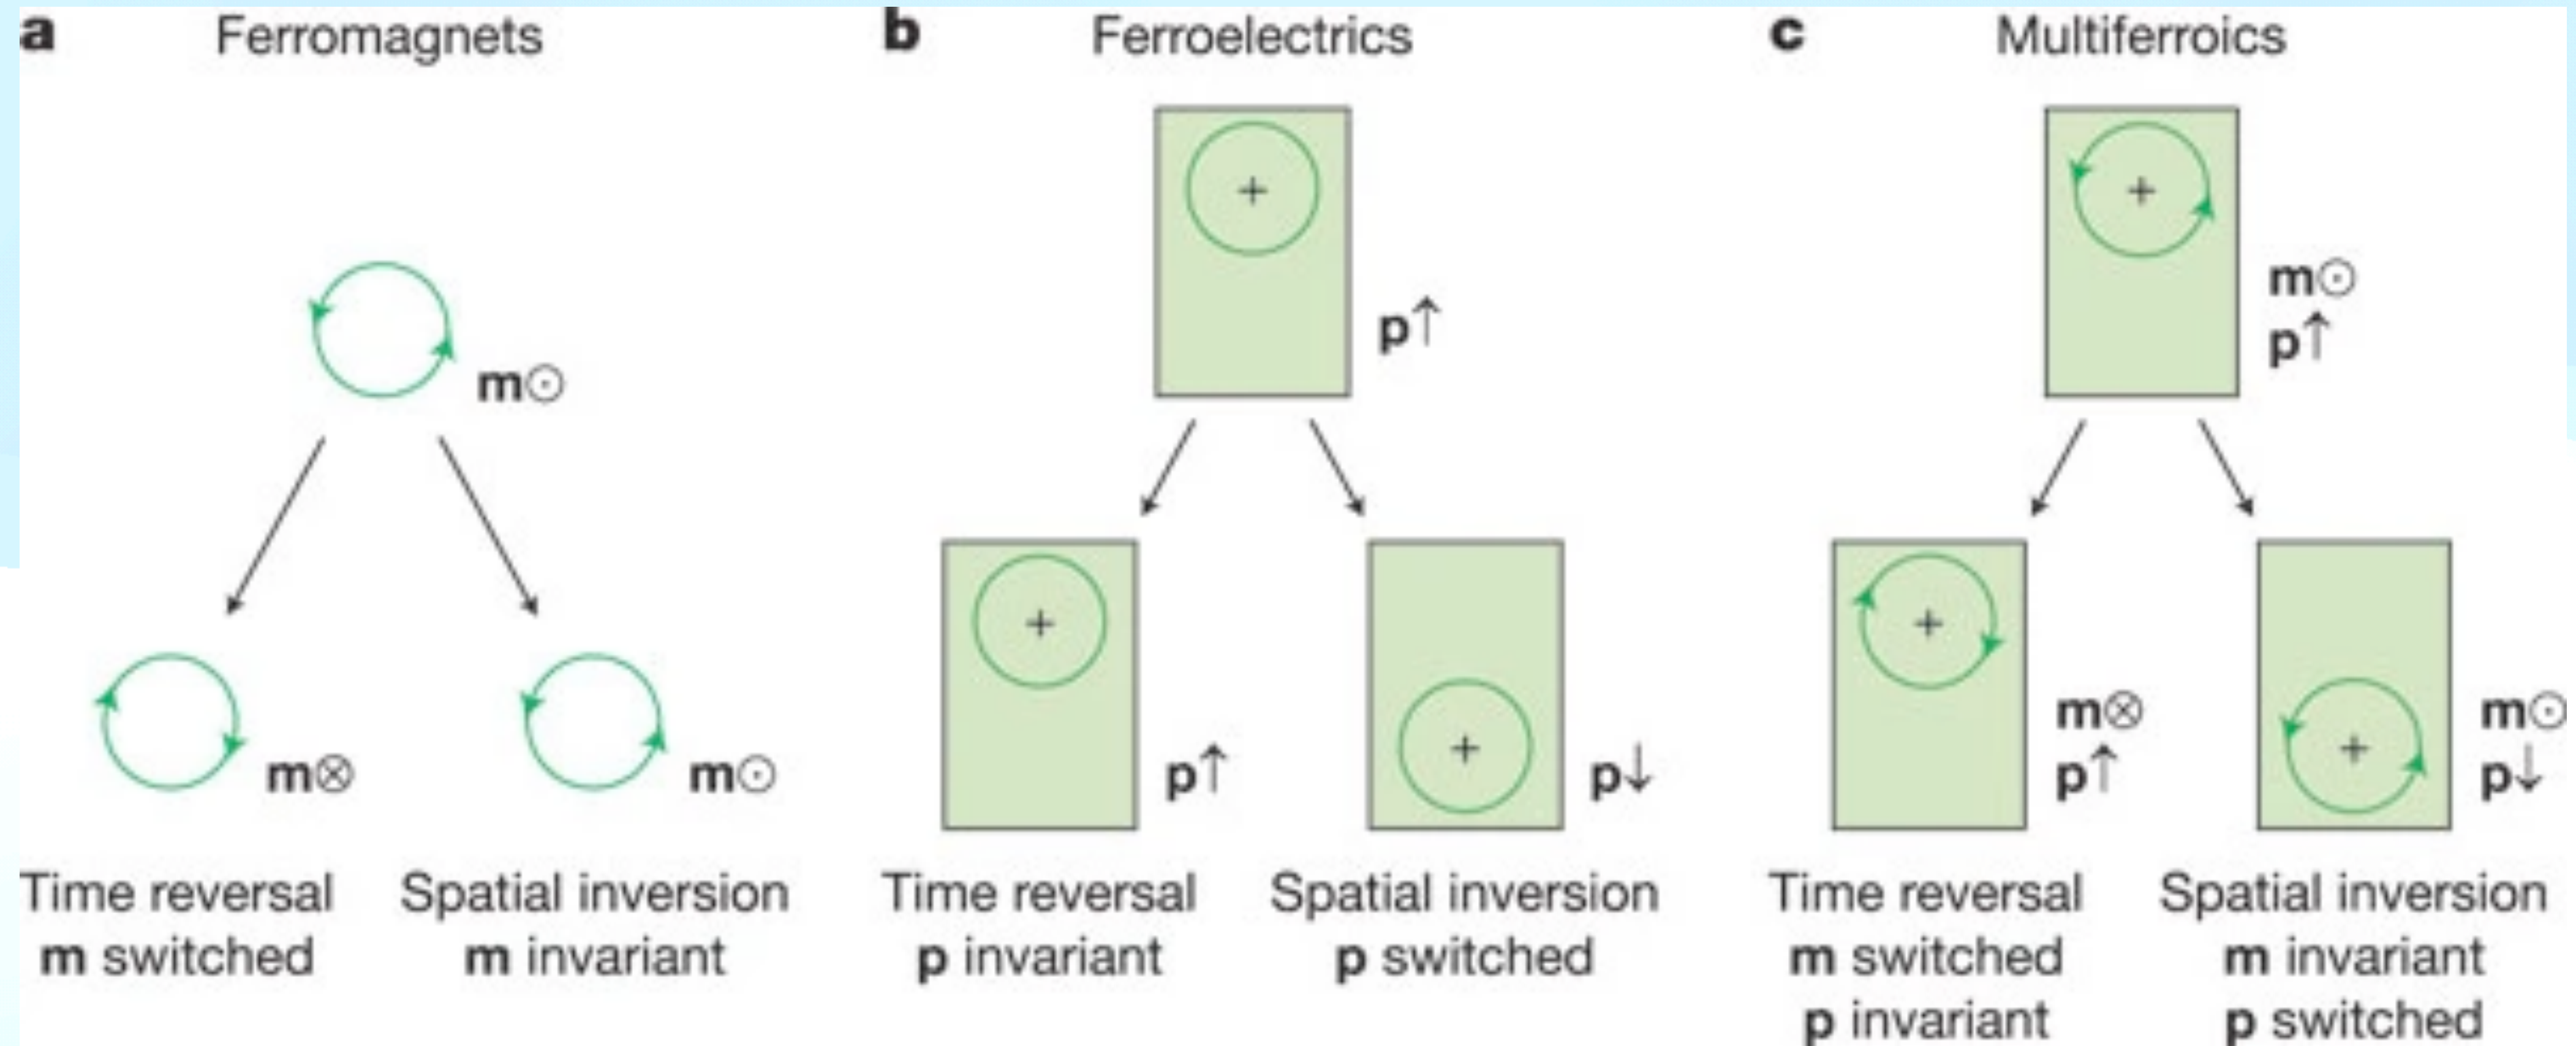 a Ferromagnets
m⊙
m⊗
m⊙
Time reversal
m switched
Spatial inversion
m invariant
b Ferroelectrics
+
p↑
+
p↑
+
p↓
Time reversal
p invariant
Spatial inversion
p switched
c Multiferroics
+
m⊙
p↑
+
m⊗
p↑
+
m⊙
p↓
Time reversal
m switched
p invariant
Spatial inversion
m invariant
p switched